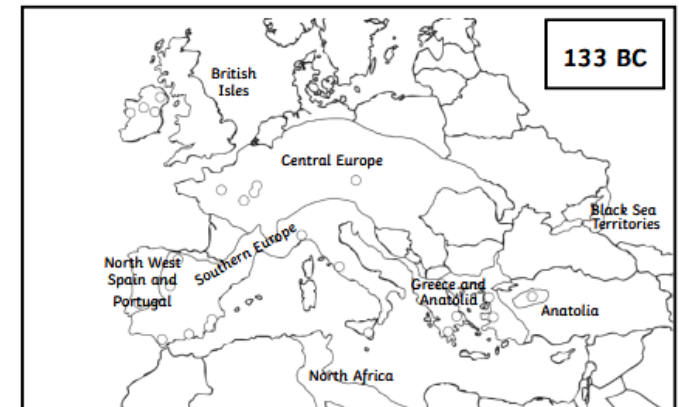 133 BC
British
Isles
Central Europe
Black Sea
Territories
Southern Europe
North West
Spain and
Portugal
Greece and
Anatolia
Anatolia
North Africa